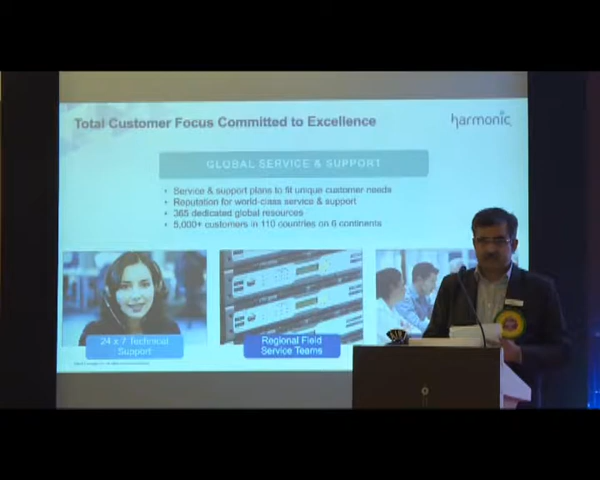 Total Customer Focus Committed to Excellence
harmonic
GLOBAL SERVICE & SUPPORT
• Service & support plans to fit unique customer needs
• Reputation for world-class service & support
• 365 dedicated global resources
• 5,000+ customers in 110 countries on 6 continents
24 x 7 Technical
Support
Regional Field
Service Teams